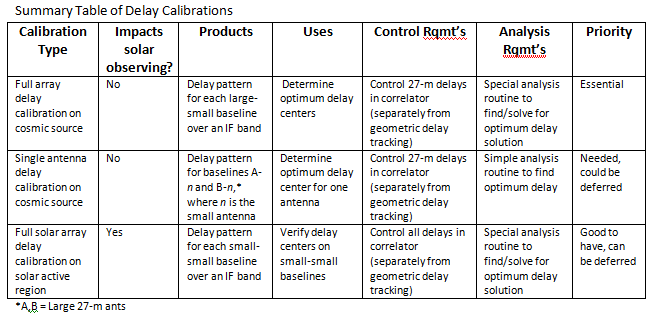 Summary Table of Delay Calibrations
Calibration Type | Impacts solar observing? | Products | Uses | Control Rqmt's | Analysis Rqmt's | Priority
Full array delay calibration on cosmic source | No | Delay pattern for each large-small baseline over an IF band | Determine optimum delay centers | Control 27-m delays in correlator (separately from geometric delay tracking) | Special analysis routine to find/solve for optimum delay solution | Essential
Single antenna delay calibration on cosmic source | No | Delay pattern for baselines A-n and B-n,* where n is the small antenna | Determine optimum delay center for one antenna | Control 27-m delays in correlator (separately from geometric delay tracking) | Simple analysis routine to find optimum delay | Needed, could be deferred
Full solar array delay calibration on solar active region | Yes | Delay pattern for each small-small baseline over an IF band | Verify delay centers on small-small baselines | Control all delays in correlator (separately from geometric delay tracking) | Special analysis routine to find/solve for optimum delay solution | Good to have, can be deferred
*A,B = Large 27-m ants